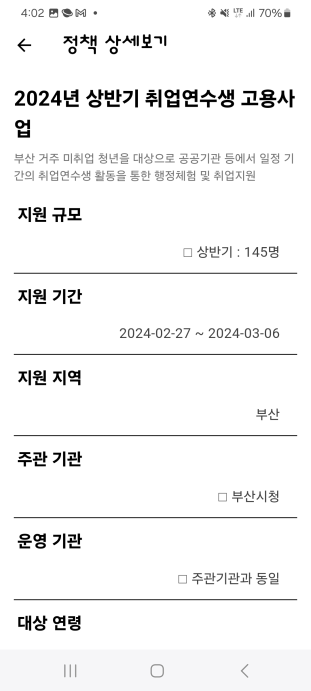 4:02
LTE
70%
정책 상세보기
2024년 상반기 취업연수생 고용사
업
부산 거주 미취업 청년을 대상으로 공공기관 등에서 일정 기
간의 취업연수생 활동을 통한 행정체험 및 취업지원
지원 규모
□ 상반기 : 145명
지원 기간
2024-02-27 ~ 2024-03-06
지원 지역
부산
주관 기관
□ 부산시청
운영 기관
□ 주관기관과 동일
대상 연령